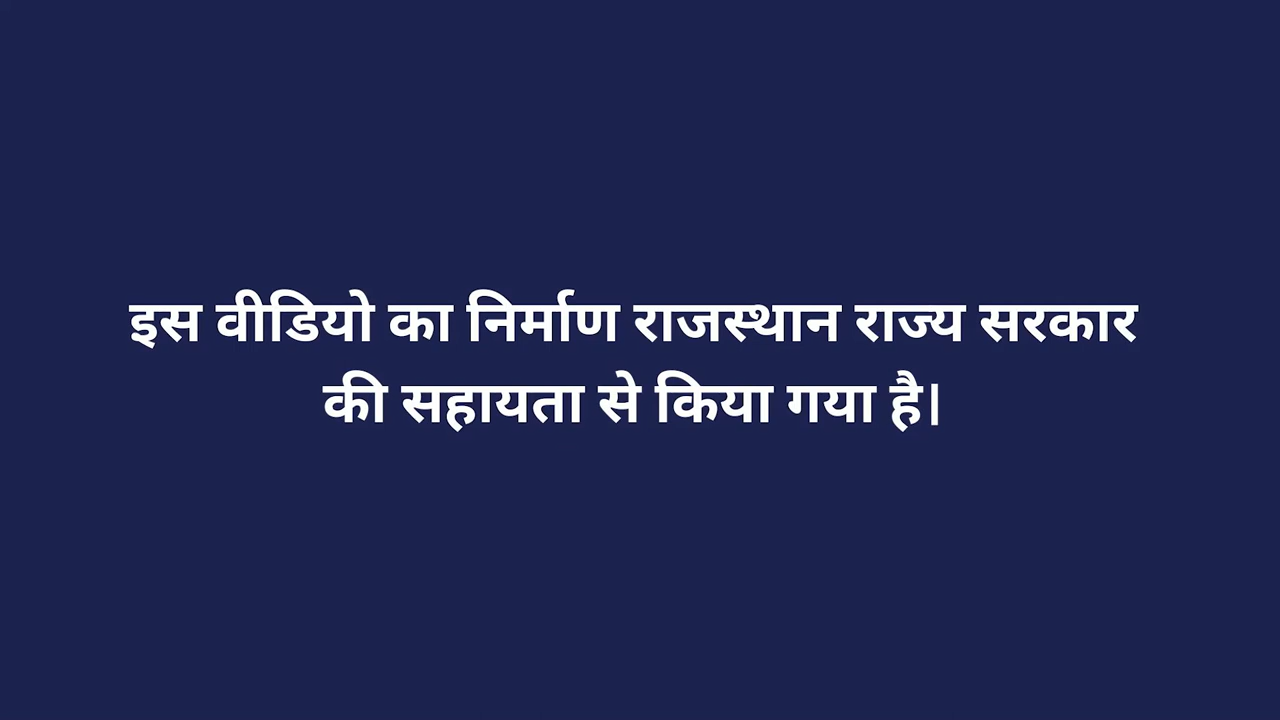 इस वीडियो का निर्माण राजस्थान राज्य सरकार
की सहायता से किया गया है।